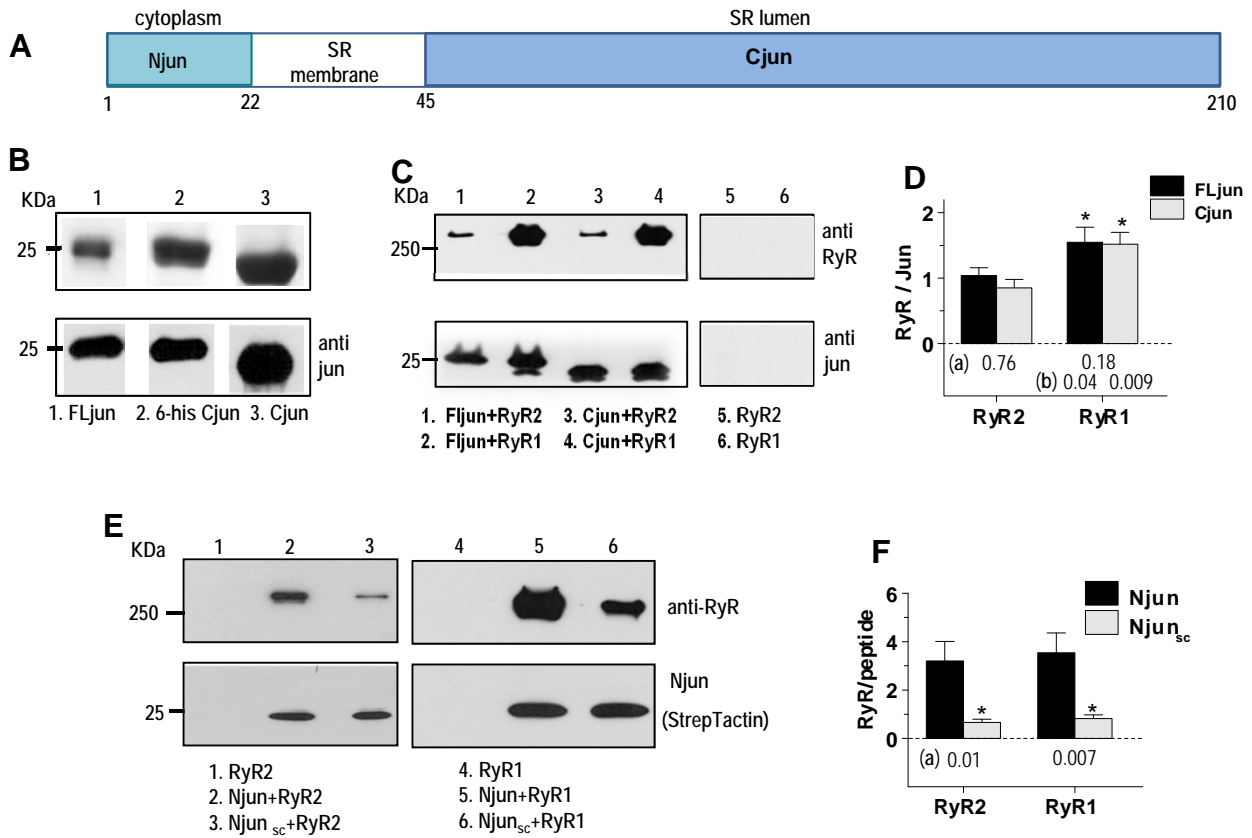 cytoplasm SR lumen
A
Njun SR membrane Cjun
1 22 45 210
B
KDa 1 2 3
25
25 anti jun
1. FLjun 2. 6-his Cjun 3. Cjun
C
KDa 1 2 3 4 5 6
250 anti RyR
25 anti jun
1. Fljun+RyR2 3. Cjun+RyR2 5. RyR2
2. Fljun+RyR1 4. Cjun+RyR1 6. RyR1
D
FLjun
Cjun
RyR / Jun
2
1
0
* *
(a) 0.76 0.18
(b) 0.04 0.009
RyR2 RyR1
E
KDa 1 2 3 4 5 6
250 anti-RyR
25 Njun
(StrepTactin)
1. RyR2 4. RyR1
2. Njun+RyR2 5. Njun+RyR1
3. Njun sc+RyR2 6. Njunsc+RyR1
F
Njun
Njunsc
RyR/peptide
6
4
2
0
* *
(a) 0.01 0.007
RyR2 RyR1